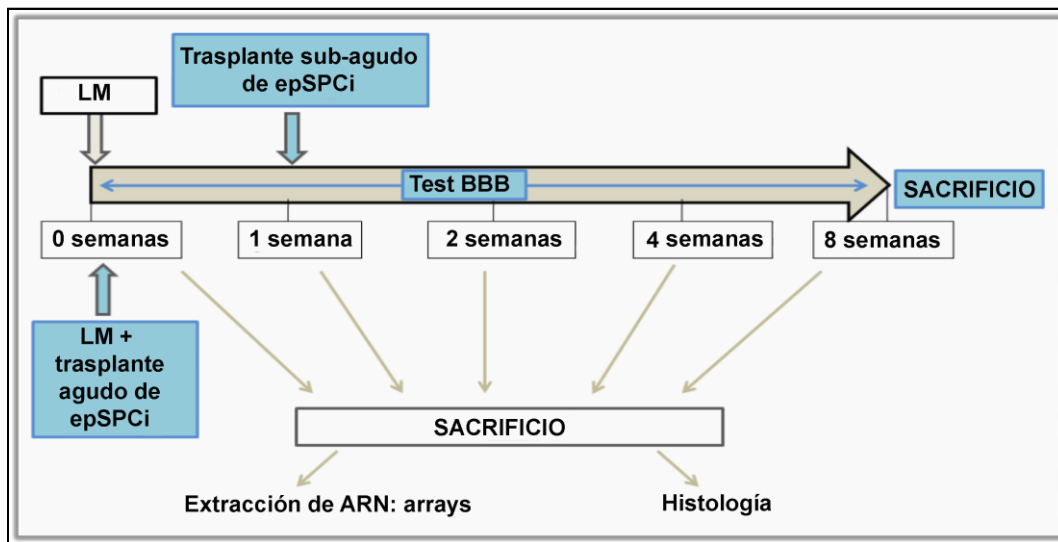 Trasplante sub-agudo
de epSPCi
LM
Test BBB
SACRIFICIO
0 semanas
1 semana
2 semanas
4 semanas
8 semanas
LM +
trasplante
agudo de
epSPCi
SACRIFICIO
Extracción de ARN: arrays
Histología